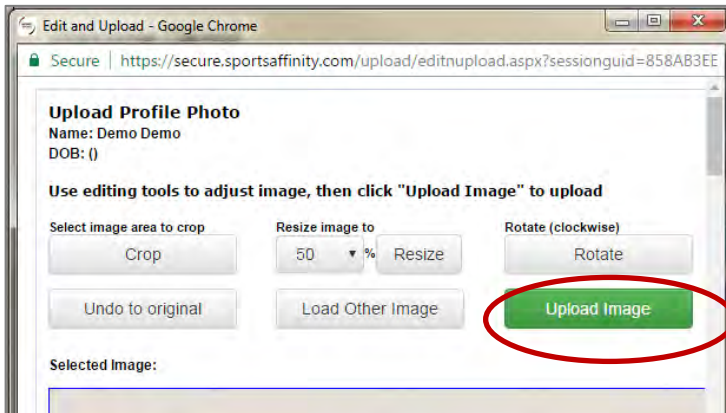 Edit and Upload - Google Chrome
Secure | https://secure.sportsaffinity.com/upload/editnupload.aspx?sessionguid=858AB3EE
Upload Profile Photo
Name: Demo Demo
DOB: ()
Use editing tools to adjust image, then click "Upload Image" to upload
Select image area to crop Resize image to Rotate (clockwise)
Crop 50 % Resize Rotate
Undo to original Load Other Image Upload Image
Selected Image: